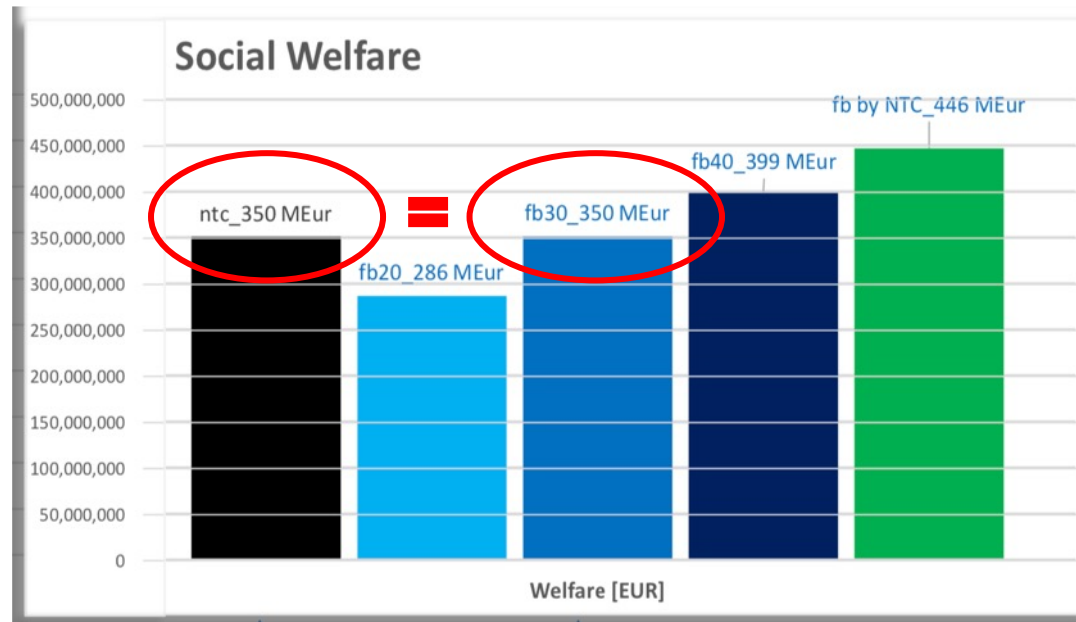 Social Welfare
500,000,000
450,000,000
400,000,000
350,000,000
300,000,000
250,000,000
200,000,000
150,000,000
100,000,000
50,000,000
0
ntc_350 MEur
=
fb20_286 MEur
fb30_350 MEur
fb40_399 MEur
fb by NTC_446 MEur
Welfare [EUR]